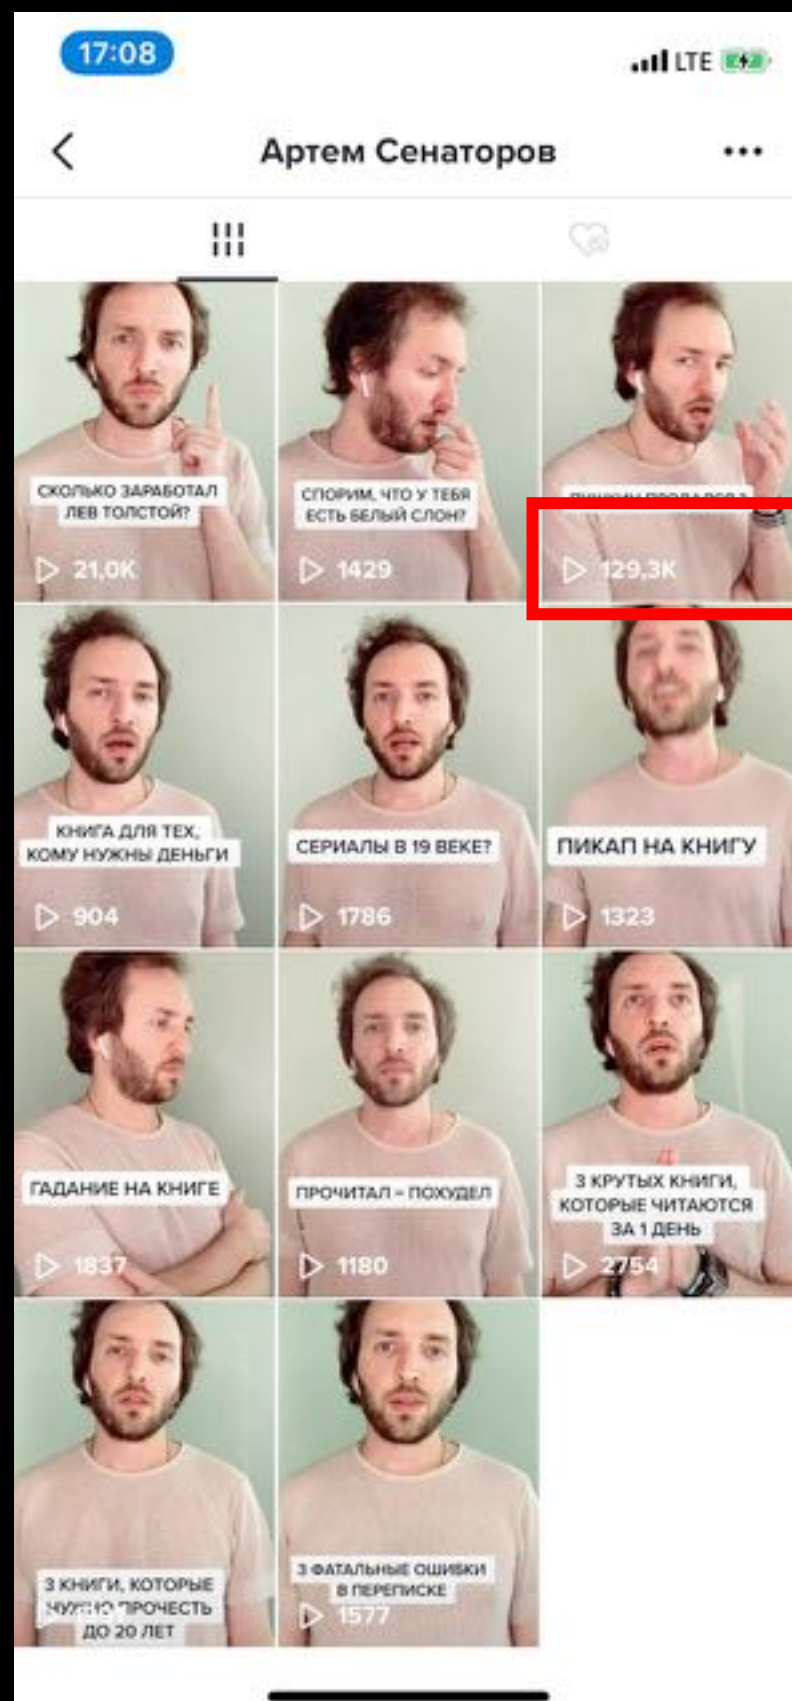 17:08
LTE
Артем Сенаторов
СКОЛЬКО ЗАРАБОТАЛ
ЛЕВ ТОЛСТОЙ?
21,0K
СПОРИМ, ЧТО У ТЕБЯ
ЕСТЬ БЕЛЫЙ СЛОН?
1429
ПУШКИН ПРОДАЛСЯ?
129,3K
КНИГА ДЛЯ ТЕХ,
КОМУ НУЖНЫ ДЕНЬГИ
904
СЕРИАЛЫ В 19 ВЕКЕ?
1786
ПИКАП НА КНИГУ
1323
ГАДАНИЕ НА КНИГЕ
1837
ПРОЧИТАЛ = ПОХУДЕЛ
1180
3 КРУТЫХ КНИГИ,
КОТОРЫЕ ЧИТАЮТСЯ
ЗА 1 ДЕНЬ
2754
3 КНИГИ, КОТОРЫЕ
НУЖНО ПРОЧЕСТЬ
ДО 20 ЛЕТ
3 ФАТАЛЬНЫЕ ОШИБКИ
В ПЕРЕПИСКЕ
1577